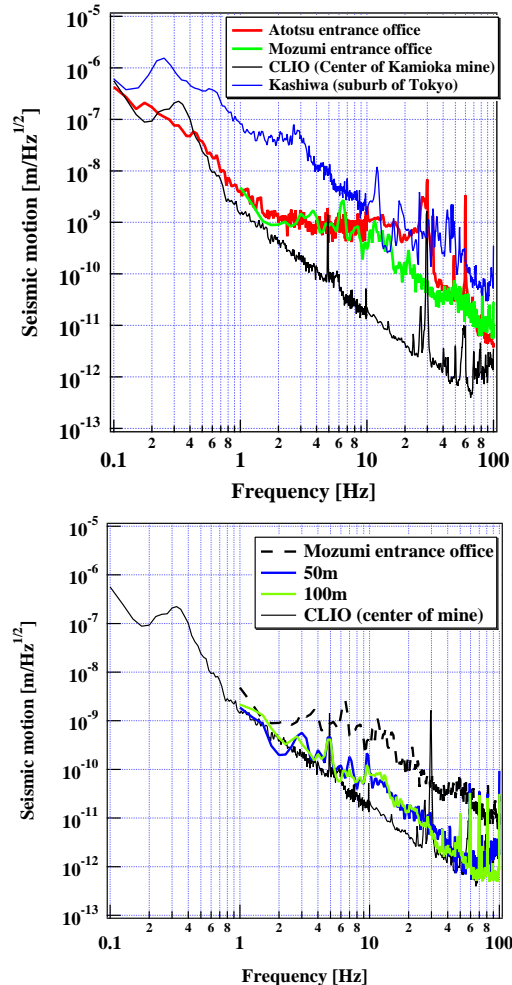 Atotsu entrance office
Mozumi entrance office
CLIO (Center of Kamioka mine)
Kashiwa (suburb of Tokyo)
Seismic motion [m/Hz^1/2]
10^-5
10^-6
10^-7
10^-8
10^-9
10^-10
10^-11
10^-12
10^-13
2 4 6 8 2 4 6 8 2 4 6 8
0.1 1 10 100
Frequency [Hz]
Mozumi entrance office
50m
100m
CLIO (center of mine)
Seismic motion [m/Hz^1/2]
10^-5
10^-6
10^-7
10^-8
10^-9
10^-10
10^-11
10^-12
10^-13
2 4 6 8 2 4 6 8 2 4 6 8
0.1 1 10 100
Frequency [Hz]